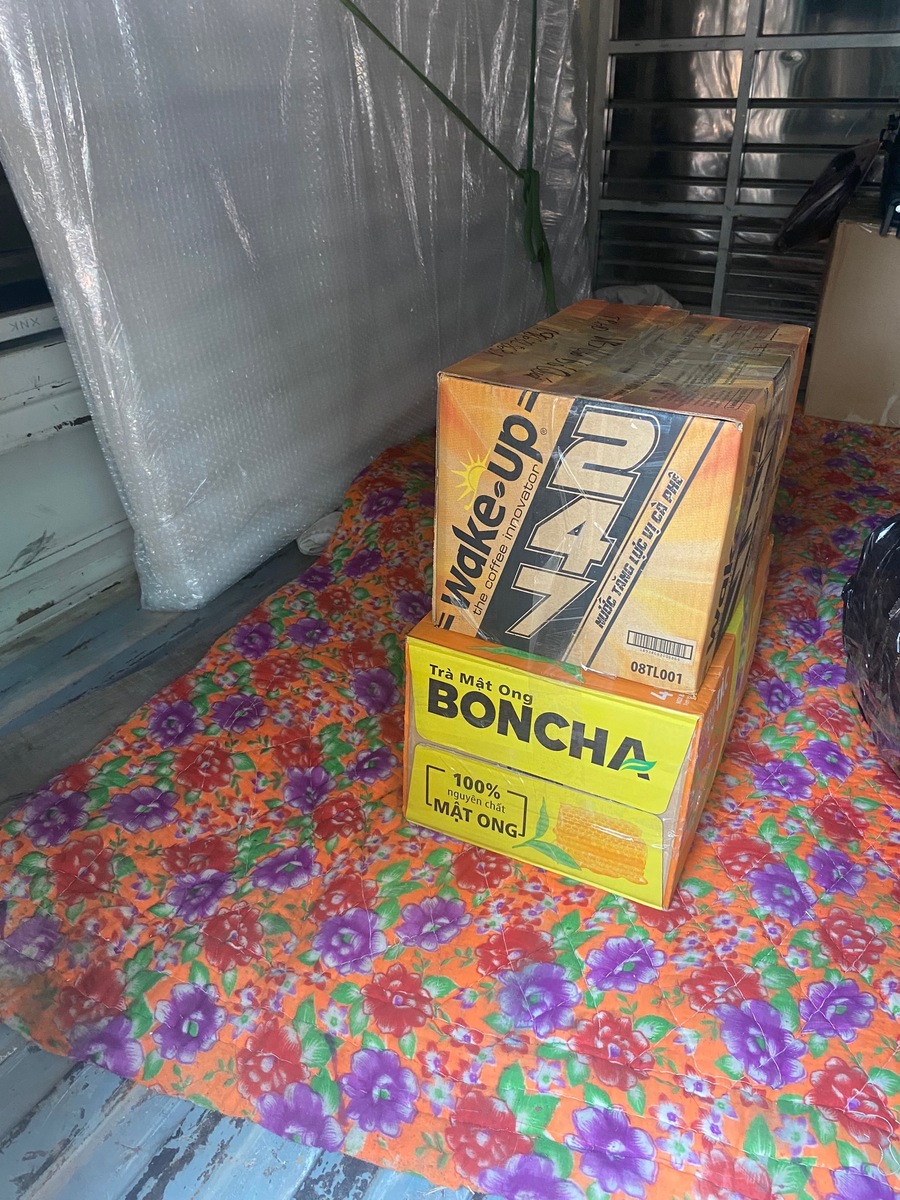 XNK
wake-up®
the coffee innovator
247
NƯỚC TĂNG LỰC VỊ CÀ PHÊ
08TL001
Trà Mật Ong
BONCHA
100%
nguyên chất
MẬT ONG